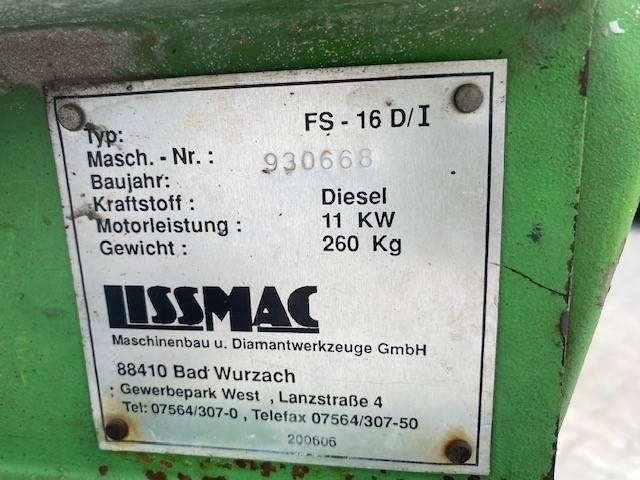 Typ: FS - 16 D/I
Masch. - Nr. : 930668
Baujahr:
Kraftstoff : Diesel
Motorleistung : 11 KW
Gewicht : 260 Kg
LISSMAC
Maschinenbau u. Diamantwerkzeuge GmbH
88410 Bad Wurzach
: Gewerbepark West , Lanzstraße 4
Tel: 07564/307-0 , Telefax 07564/307-50
200606